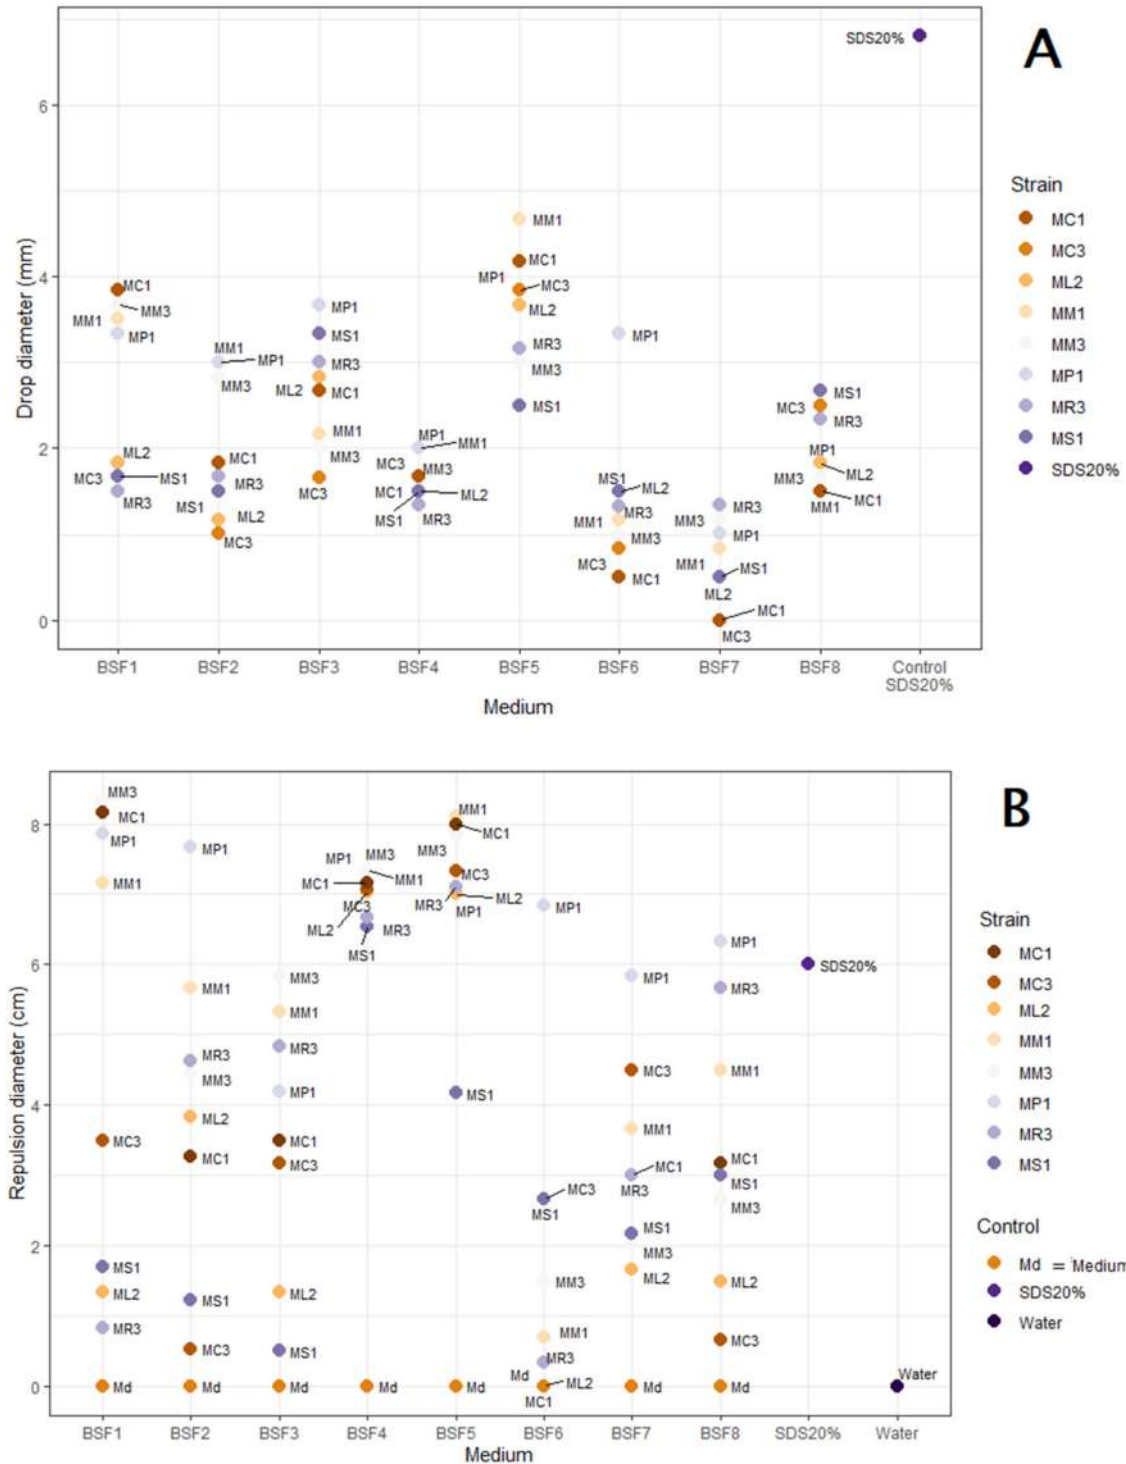 A
SDS20%
Strain
MC1
MC3
ML2
MM1
MM3
MP1
MR3
MS1
SDS20%
Drop diameter (mm)
6
4
2
0
MC1
MM3
MM1
MP1
ML2
MC3
MS1
MR3
MM1
MP1
MM3
MC1
MR3
MS1
ML2
MC3
MP1
MS1
MR3
ML2
MC1
MM1
MM3
MC3
MP1
MM1
MC3
MM3
MC1
ML2
MS1
MR3
MM1
MC1
MP1
MC3
ML2
MR3
MM3
MS1
MP1
MS1
ML2
MR3
MM1
MM3
MC3
MC1
MR3
MM3
MP1
MM1
MS1
ML2
MC1
MC3
MS1
MC3
MR3
MP1
ML2
MM3
MC1
MM1
BSF1 BSF2 BSF3 BSF4 BSF5 BSF6 BSF7 BSF8 Control
SDS20%
Medium
B
Strain
MC1
MC3
ML2
MM1
MM3
MP1
MR3
MS1
Control
Md = Medium
SDS20%
Water
Repulsion diameter (cm)
8
6
4
2
0
MM3
MC1
MP1
MM1
MC3
MS1
ML2
MR3
Md
MP1
MM1
MR3
MM3
ML2
MC1
MS1
MC3
Md
MM3
MM1
MR3
MP1
MC1
MC3
ML2
MS1
Md
MP1
MM3
MC1
MM1
MC3
ML2
MR3
MS1
Md
MM1
MC1
MM3
MC3
MR3
ML2
MP1
MS1
Md
MP1
MC3
MS1
MM3
MM1
MR3
Md
ML2
MC1
MP1
MC3
MM1
MC1
MR3
MS1
MM3
ML2
Md
MP1
MR3
MM1
MC1
MS1
MM3
ML2
MC3
Md
SDS20%
Water
BSF1 BSF2 BSF3 BSF4 BSF5 BSF6 BSF7 BSF8 SDS20% Water
Medium